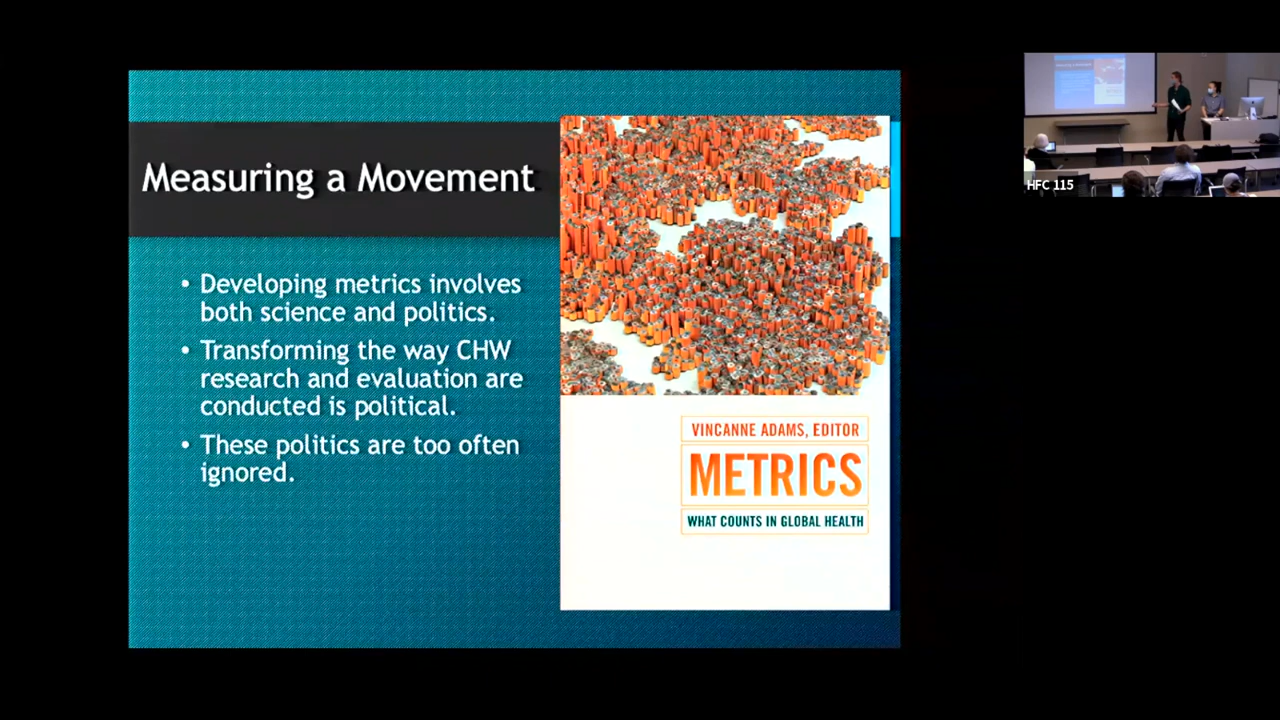 Measuring a Movement
• Developing metrics involves
both science and politics.
• Transforming the way CHW
research and evaluation are
conducted is political.
• These politics are too often
ignored.
VINCANNE ADAMS, EDITOR
METRICS
WHAT COUNTS IN GLOBAL HEALTH
HFC 115